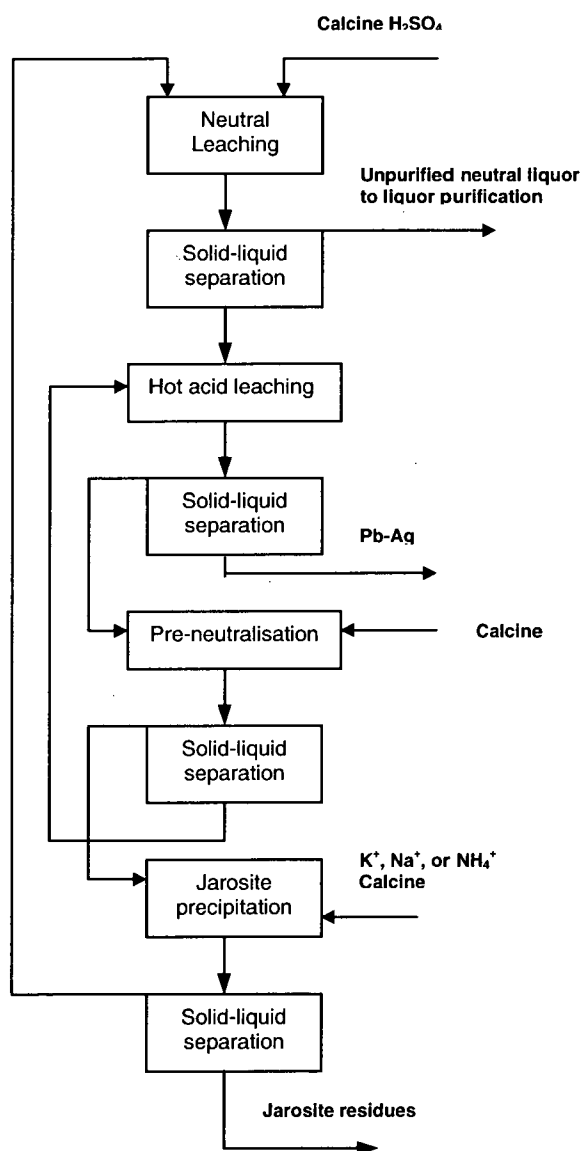 Calcine H₂SO₄
Neutral
Leaching
Unpurified neutral liquor
to liquor purification
Solid-liquid
separation
Hot acid leaching
Solid-liquid
separation
Pb-Ag
Pre-neutralisation
Calcine
Solid-liquid
separation
K⁺, Na⁺, or NH₄⁺
Calcine
Jarosite
precipitation
Solid-liquid
separation
Jarosite residues